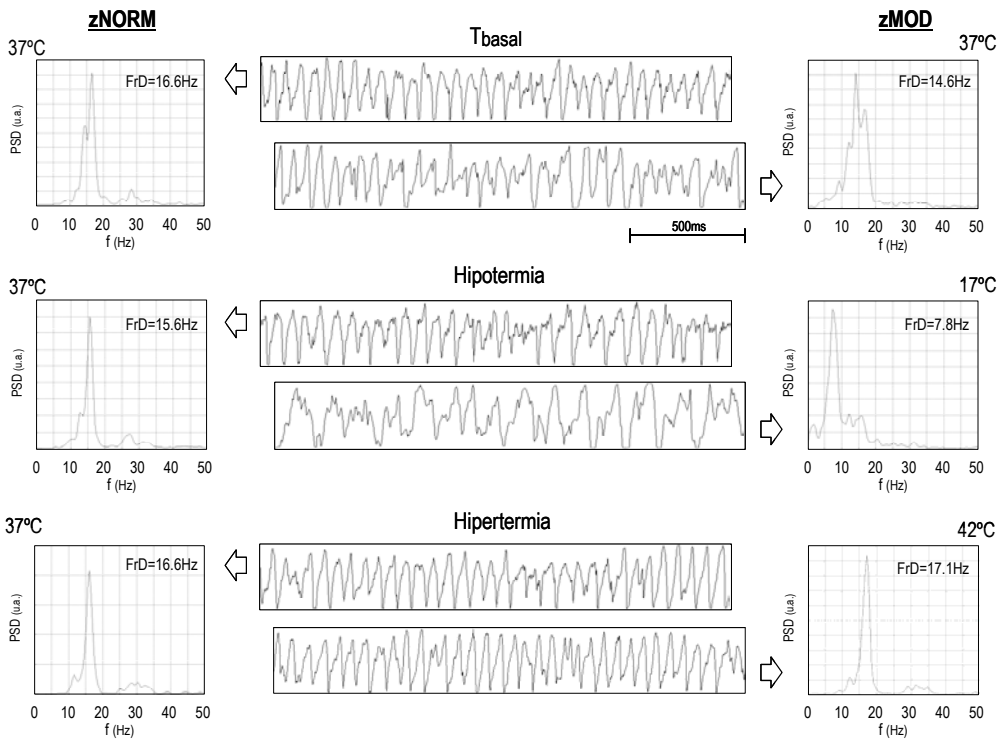 zNORM
zMOD
Tbasal
37ºC
37ºC
FrD=16.6Hz
FrD=14.6Hz
PSD (u.a.)
PSD (u.a.)
0 10 20 30 40 50
f (Hz)
0 10 20 30 40 50
f (Hz)
500ms
Hipotermia
37ºC
17ºC
FrD=15.6Hz
FrD=7.8Hz
PSD (u.a.)
PSD (u.a.)
0 10 20 30 40 50
f (Hz)
0 10 20 30 40 50
f (Hz)
Hipertermia
37ºC
42ºC
FrD=16.6Hz
FrD=17.1Hz
PSD (u.a.)
PSD (u.a.)
0 10 20 30 40 50
f (Hz)
0 10 20 30 40 50
f (Hz)